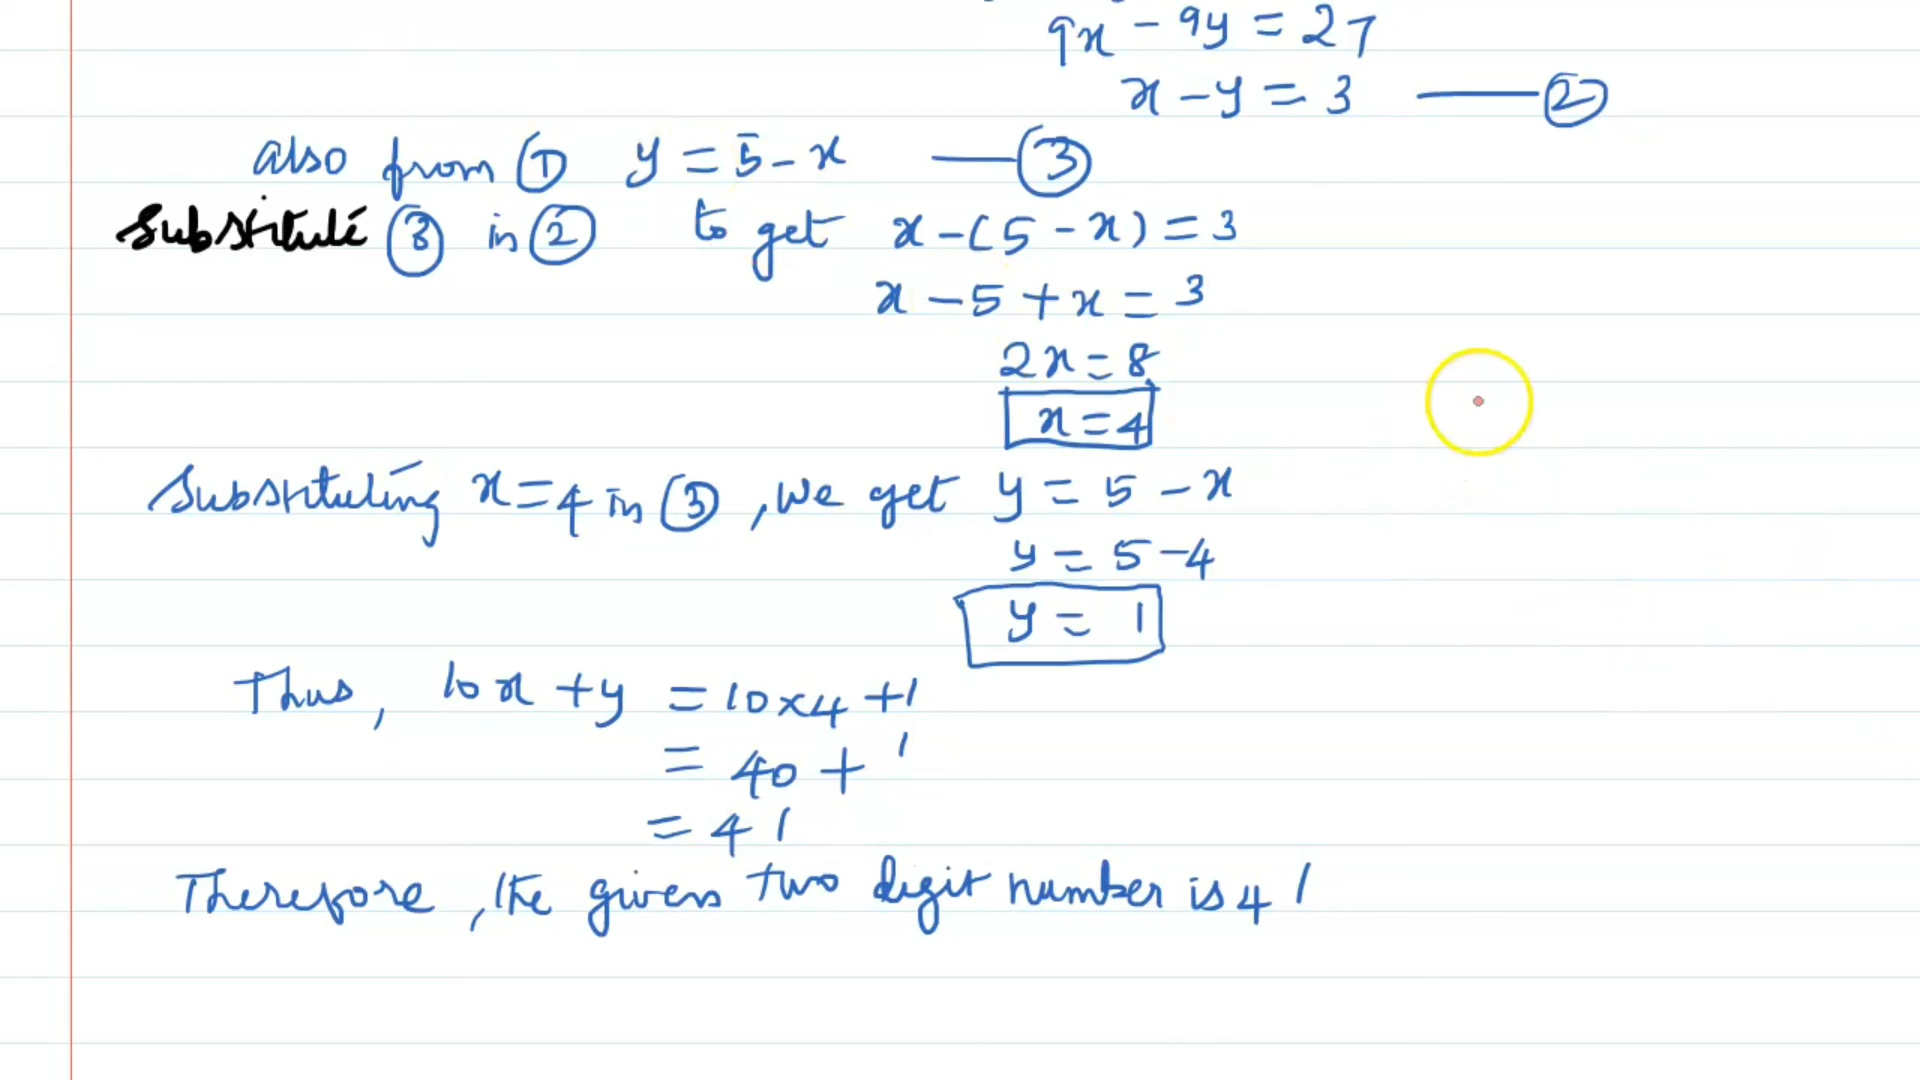 9x - 9y = 27
x - y = 3 —— ②
also from ① y = 5 - x —— ③
Substitute ③ in ② to get x - (5 - x) = 3
x - 5 + x = 3
2x = 8
x = 4
Substituting x = 4 in ③, we get y = 5 - x
y = 5 - 4
y = 1
Thus, 10x + y = 10 × 4 + 1
= 40 + 1
= 41
Therefore, the given two digit number is 41